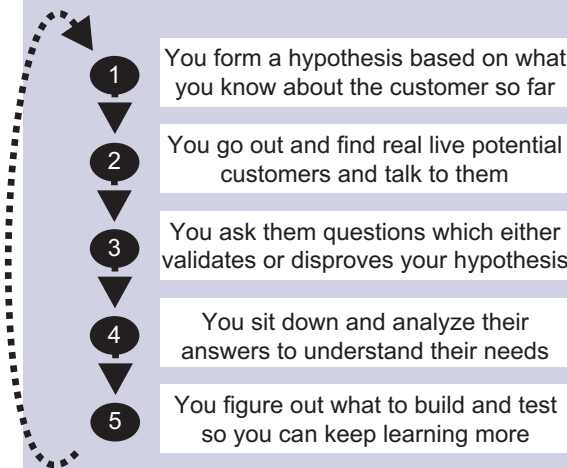 1
You form a hypothesis based on what
you know about the customer so far
2
You go out and find real live potential
customers and talk to them
3
You ask them questions which either
validates or disproves your hypothesis
4
You sit down and analyze their
answers to understand their needs
5
You figure out what to build and test
so you can keep learning more